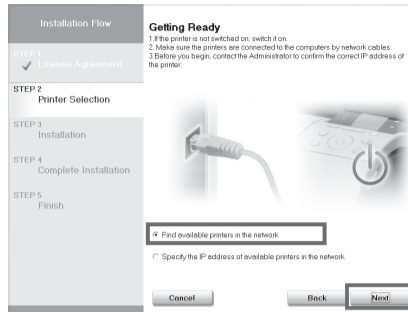 Installation Flow
STEP 1
License Agreement
STEP 2
Printer Selection
STEP 3
Installation
STEP 4
Complete Installation
STEP 5
Finish
Getting Ready
1.If the printer is not switched on, switch it on.
2. Make sure the printers are connected to the computers by network cables.
3.Before you begin, contact the Administrator to confirm the correct IP address of
the printer.
Find available printers in the network
Specify the IP address of available printers in the network
Cancel
Back
Next